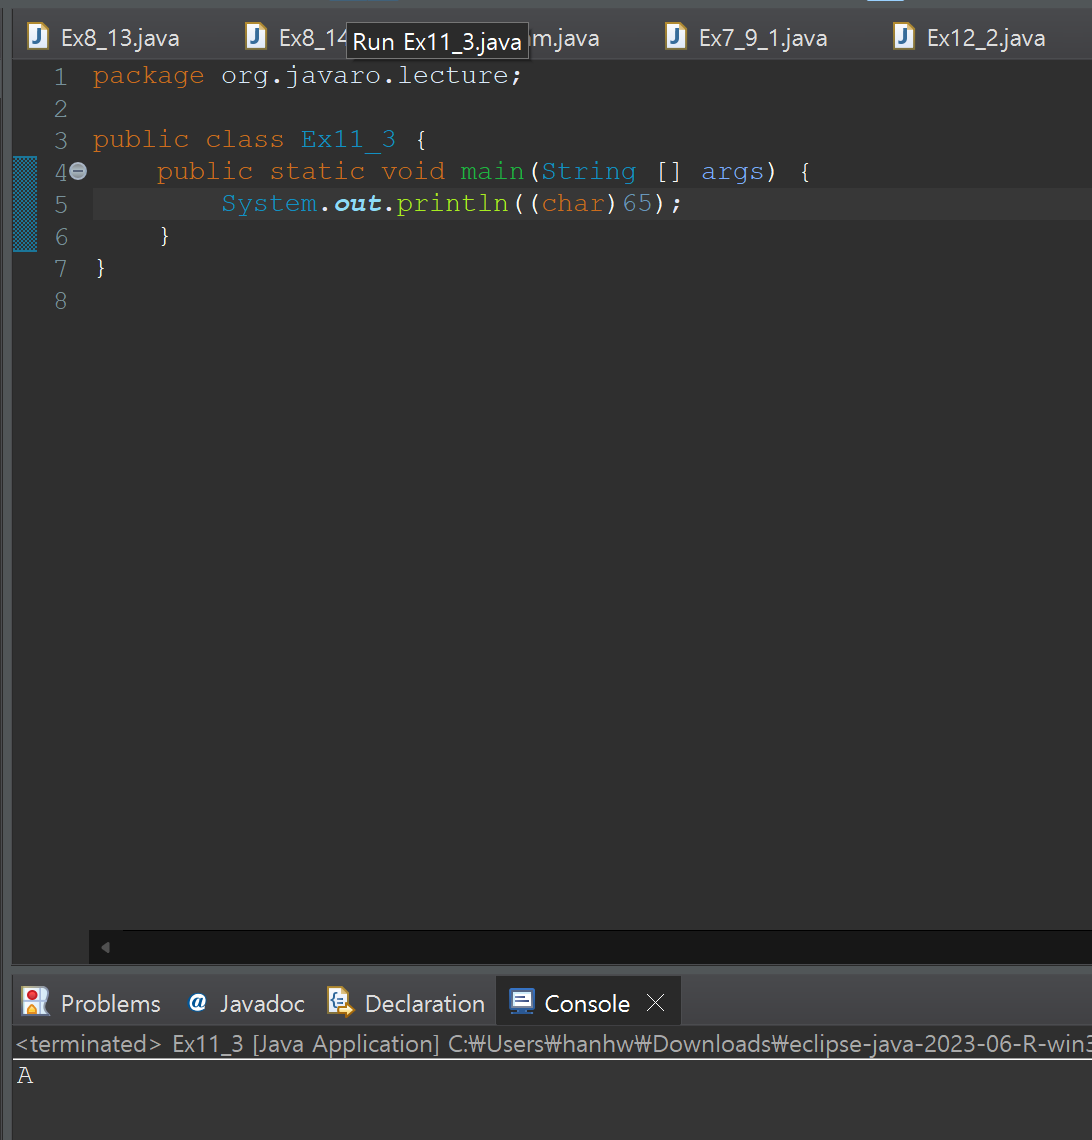 Ex8_13.java Ex8_14 Run Ex11_3.java m.java Ex7_9_1.java Ex12_2.java
1 package org.javaro.lecture;
2
3 public class Ex11_3 {
4 public static void main(String [] args) {
5 System.out.println((char)65);
6 }
7 }
8
Problems @ Javadoc Declaration Console
<terminated> Ex11_3 [Java Application] C:₩Users₩hanhw₩Downloads₩eclipse-java-2023-06-R-win3
A